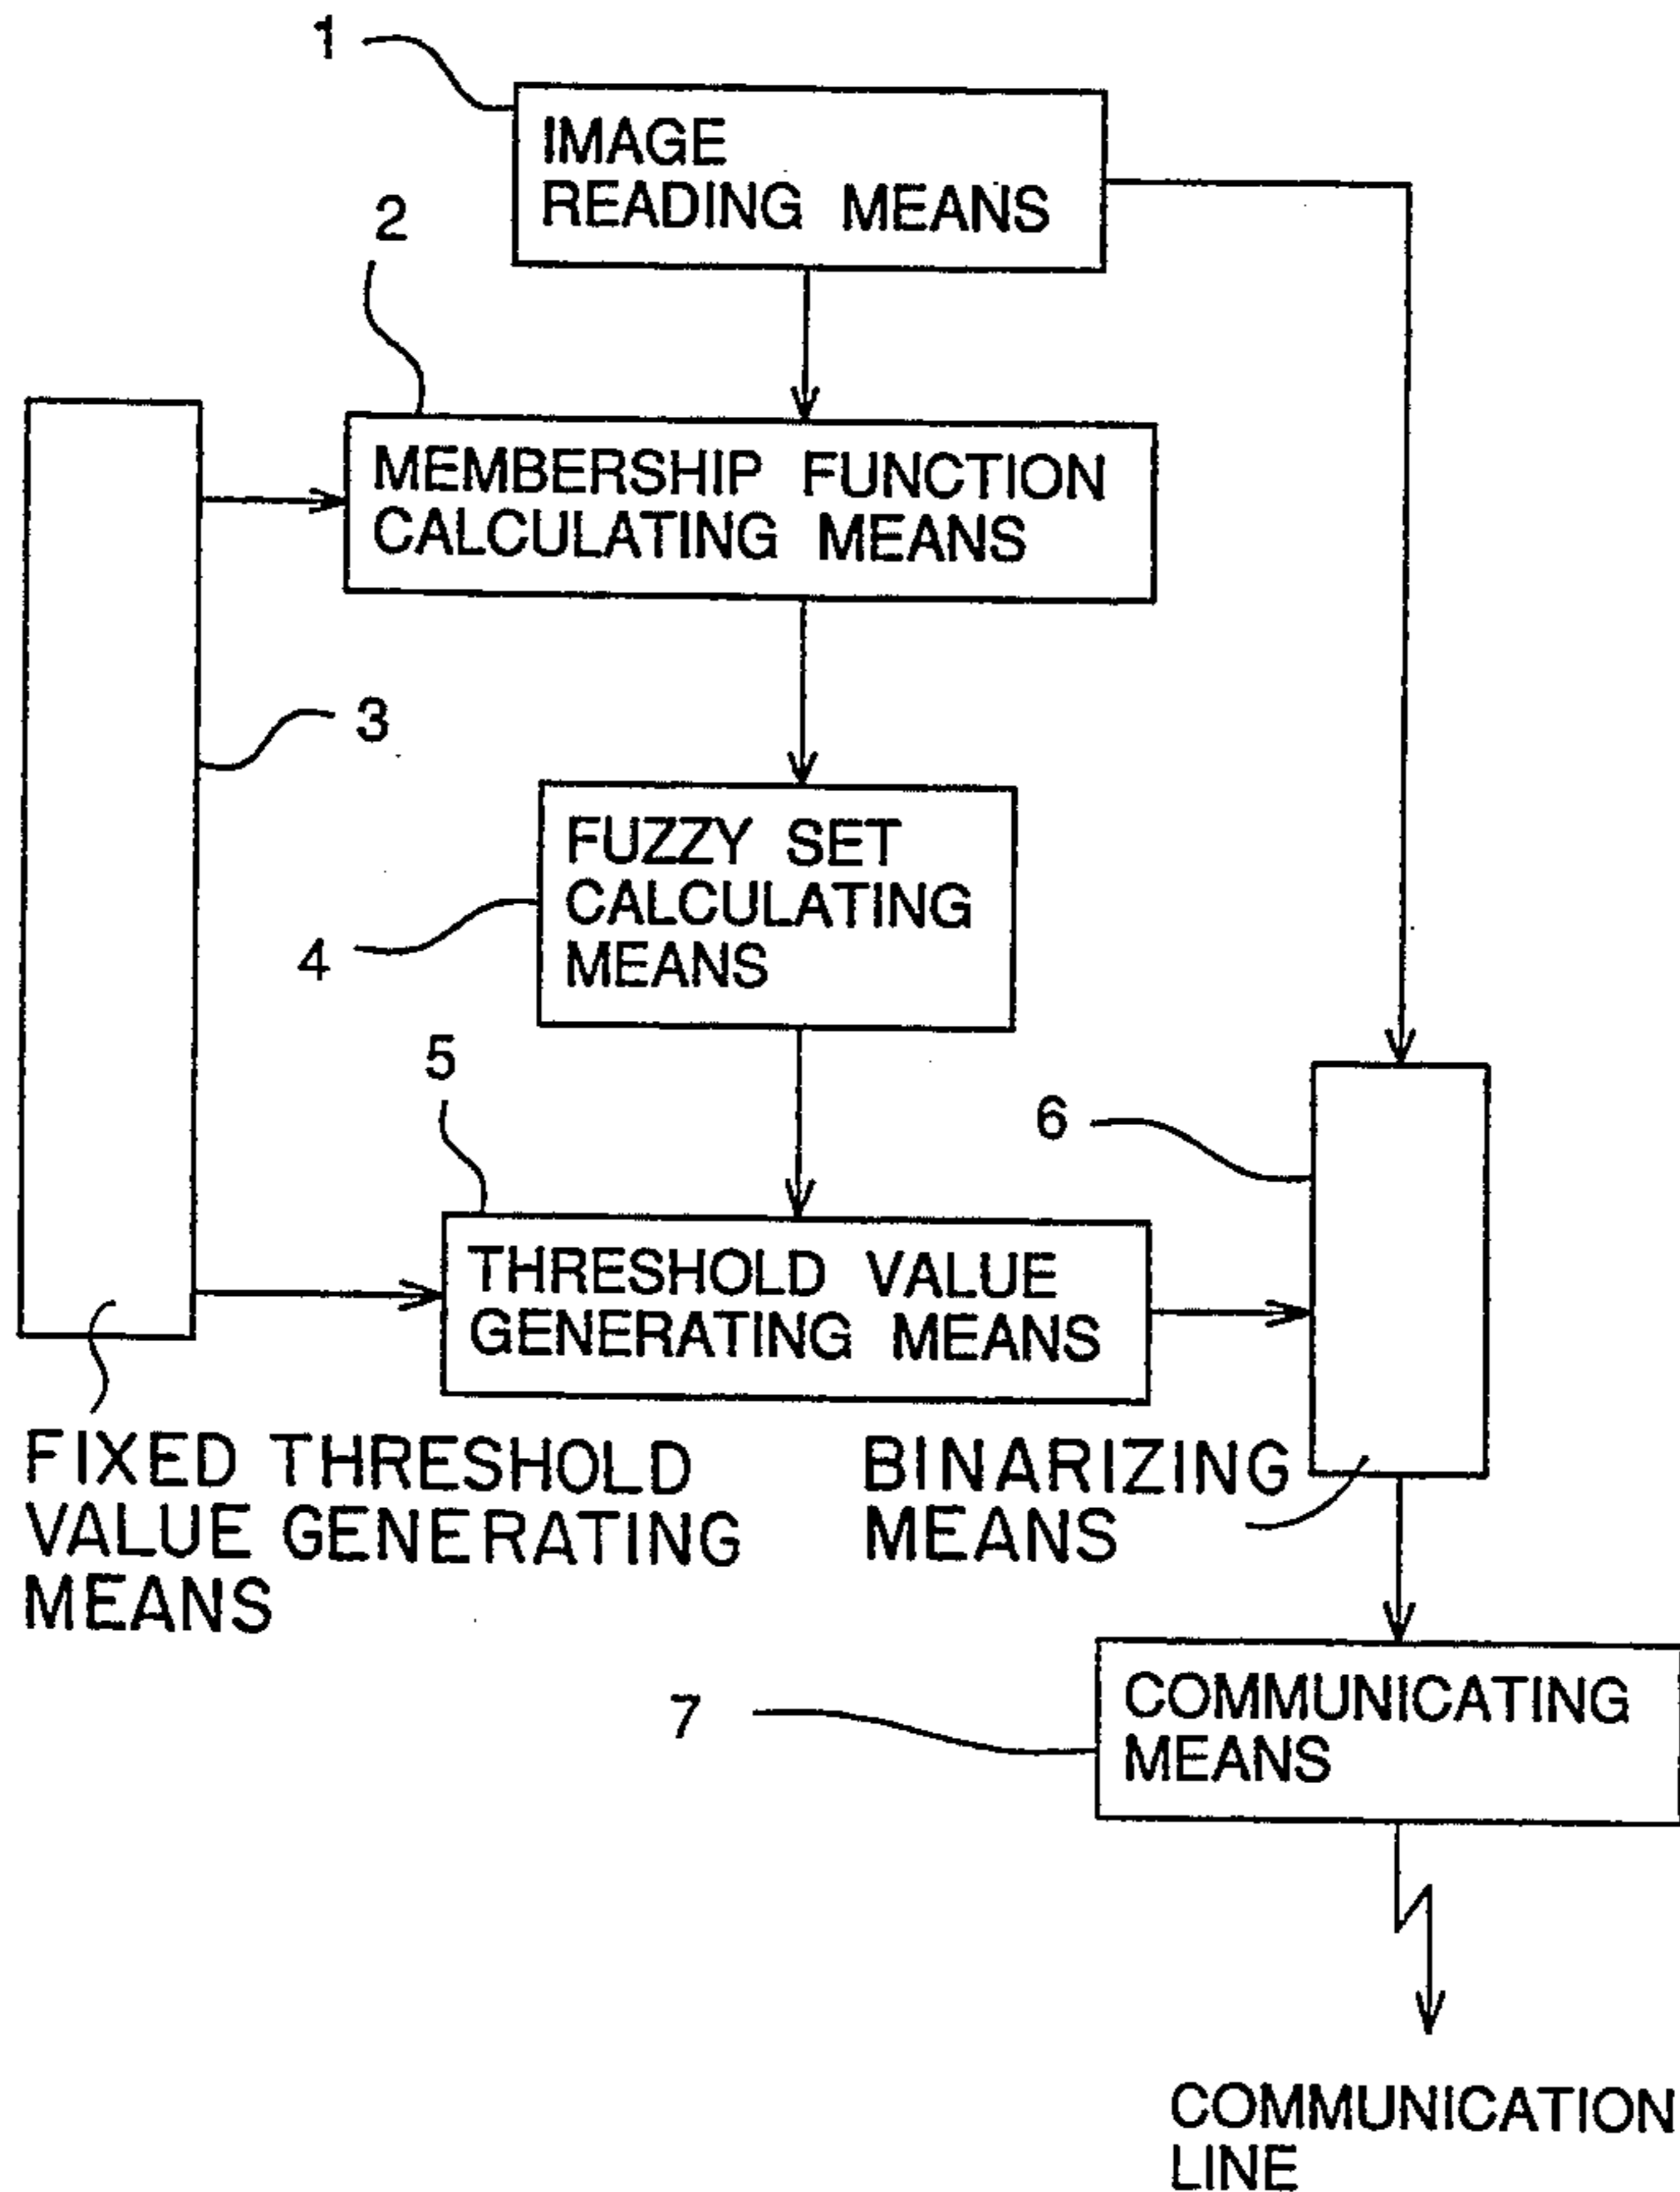 1
IMAGE
READING MEANS
2
MEMBERSHIP FUNCTION
CALCULATING MEANS
3
FUZZY SET
CALCULATING
MEANS
4
5
6
THRESHOLD VALUE
GENERATING MEANS
FIXED THRESHOLD
VALUE GENERATING
MEANS
BINARIZING
MEANS
7
COMMUNICATING
MEANS
COMMUNICATION
LINE